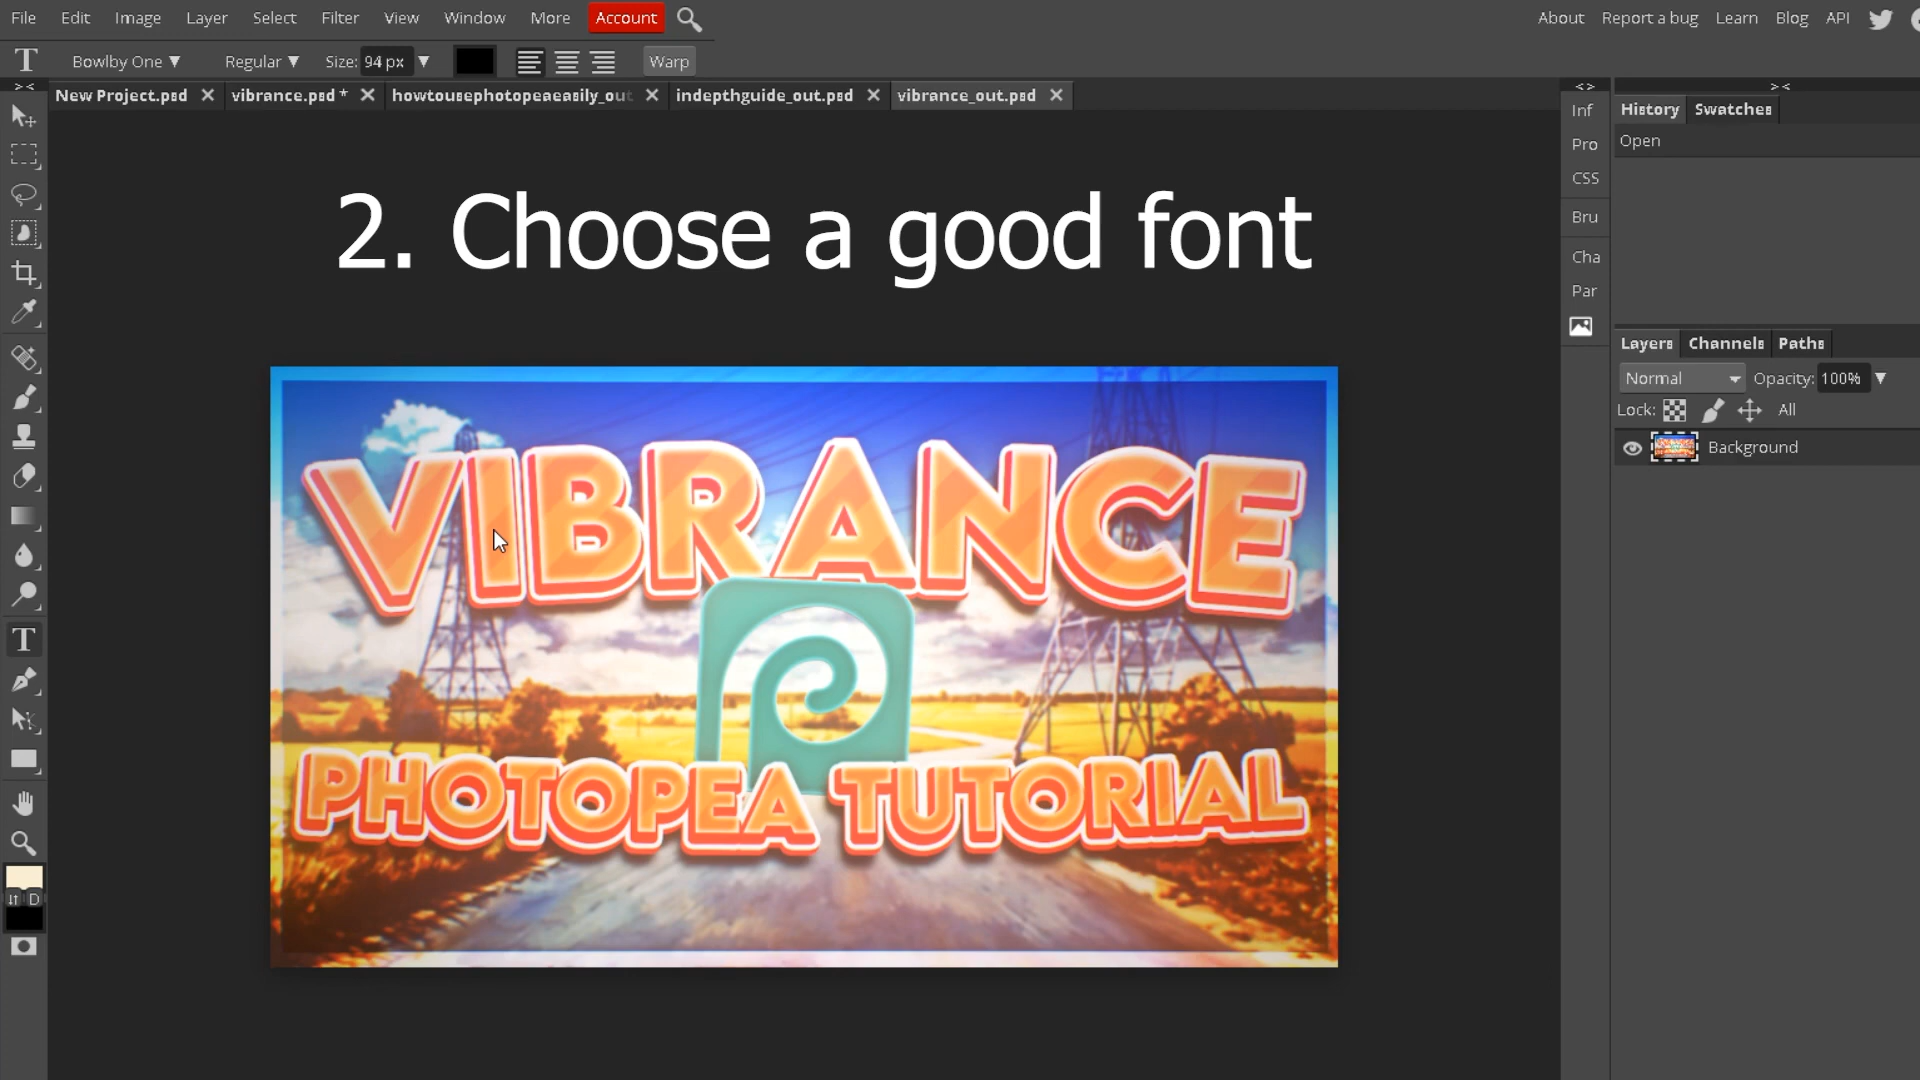 File Edit Image Layer Select Filter View Window More Account About Report a bug Learn Blog API
T Bowlby One ▼ Regular ▼ Size: 94 px ▼ Warp
New Project.psd vibrance.psd * howtousephotopeaeasily_out indepthguide_out.psd vibrance_out.psd
Inf
Pro
CSS
Bru
Cha
Par
History Swatches
Open
2. Choose a good font
VIBRANCE
PHOTOPEA TUTORIAL
Layers Channels Paths
Normal Opacity: 100% ▼
Lock: All
Background
D